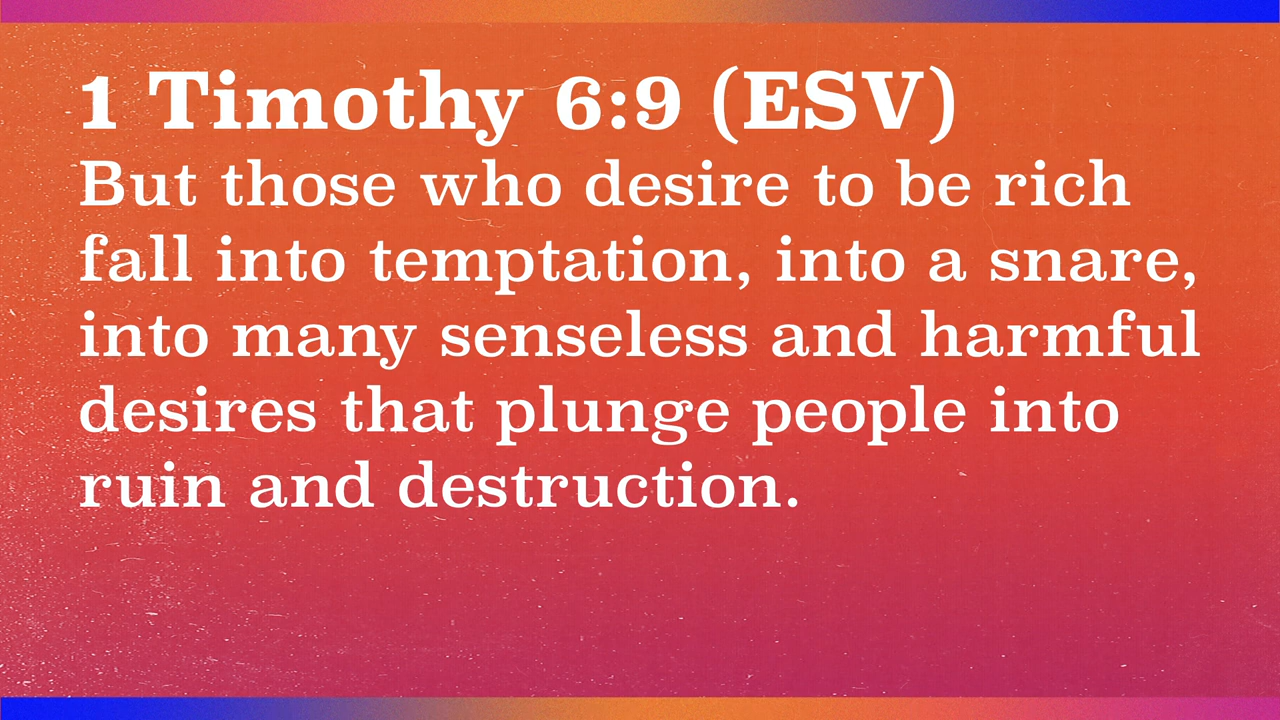 1 Timothy 6:9 (ESV)
But those who desire to be rich
fall into temptation, into a snare,
into many senseless and harmful
desires that plunge people into
ruin and destruction.